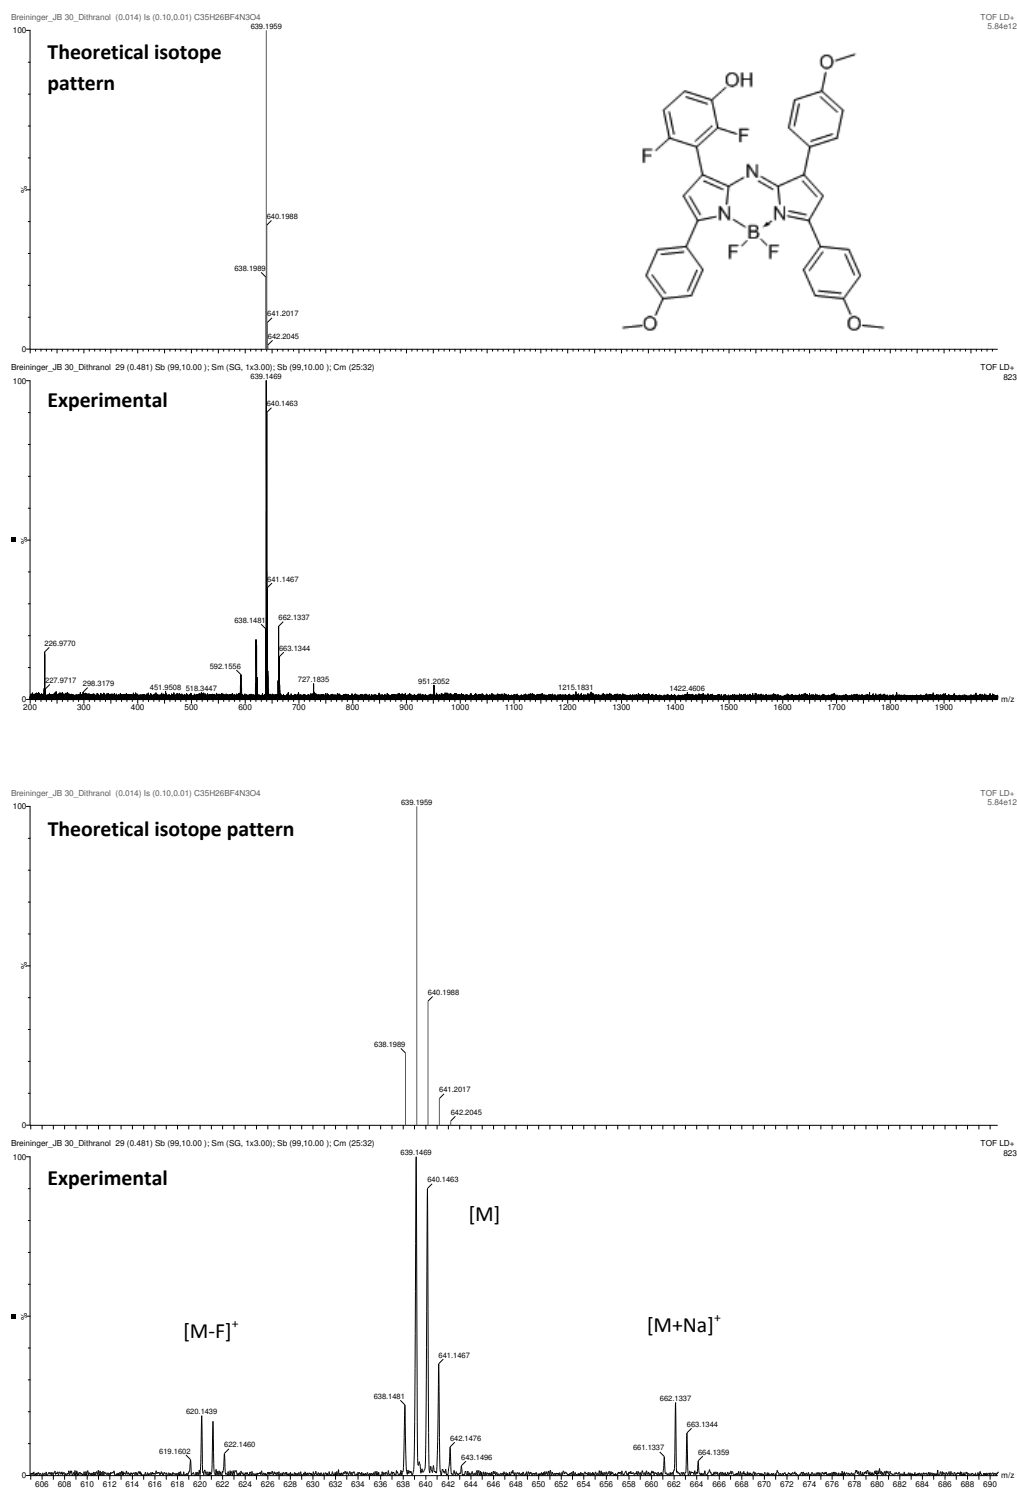 Breininger_JB 30_Dithranol (0.014) Is (0.10,0.01) C35H26BF4N3O4
TOF LD+
5.84e12
Theoretical isotope
pattern
100
639.1959
640.1988
638.1989
641.2017
642.2045
0
OH
F
F
N
N
N
B
F
F
O
O
O
Breininger_JB 30_Dithranol 29 (0.481) Sb (99,10.00 ); Sm (SG, 1x3.00); Sb (99,10.00 ); Cm (25:32)
TOF LD+
823
Experimental
100
639.1469
640.1463
641.1467
638.1481
662.1337
663.1344
226.9770
227.9717
298.3179
451.9508
518.3447
592.1556
727.1835
951.2052
1215.1831
1422.4606
0
200 300 400 500 600 700 800 900 1000 1100 1200 1300 1400 1500 1600 1700 1800 1900 m/z
Breininger_JB 30_Dithranol (0.014) Is (0.10,0.01) C35H26BF4N3O4
TOF LD+
5.84e12
Theoretical isotope pattern
100
639.1959
640.1988
638.1989
641.2017
642.2045
0
Breininger_JB 30_Dithranol 29 (0.481) Sb (99,10.00 ); Sm (SG, 1x3.00); Sb (99,10.00 ); Cm (25:32)
TOF LD+
823
Experimental
100
639.1469
640.1463
[M]
[M-F]+
[M+Na]+
641.1467
638.1481
642.1476
643.1496
620.1439
619.1602
622.1460
662.1337
663.1344
661.1337
664.1359
0
606 608 610 612 614 616 618 620 622 624 626 628 630 632 634 636 638 640 642 644 646 648 650 652 654 656 658 660 662 664 666 668 670 672 674 676 678 680 682 684 686 688 690 m/z